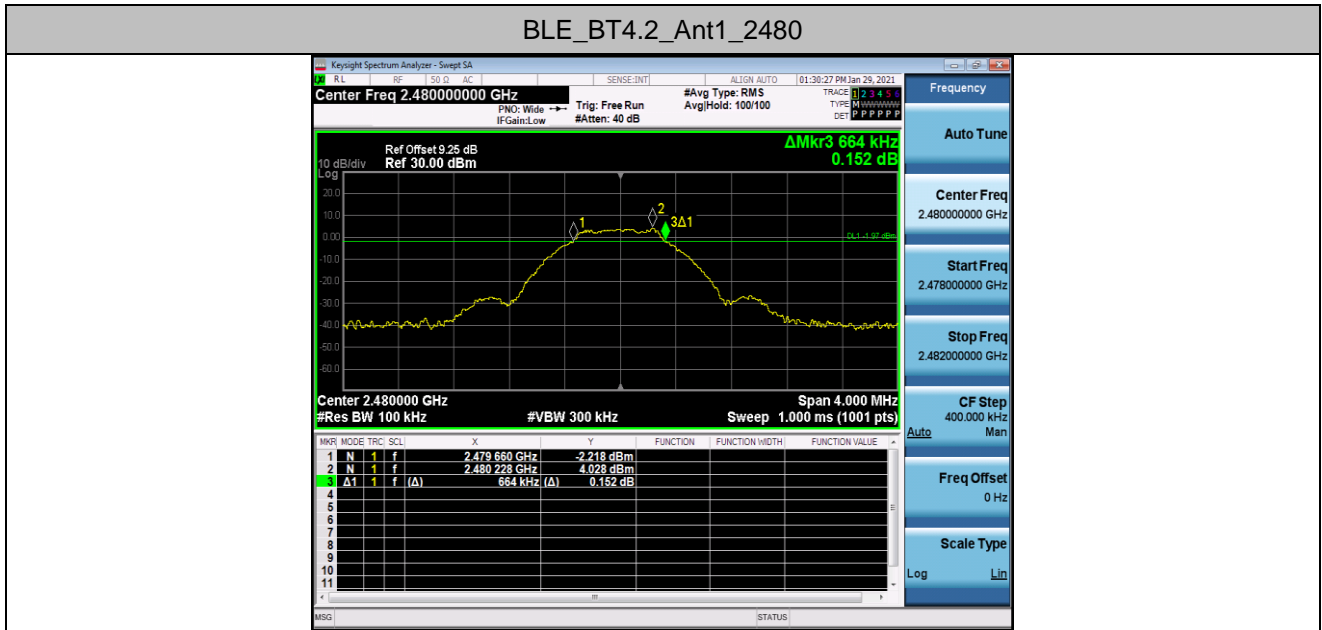 BLE_BT4.2_Ant1_2480
Keysight Spectrum Analyzer - Swept SA
RL RF 50 Ω AC SENSE:INT ALIGN AUTO 01:30:27 PM Jan 29, 2021
Center Freq 2.480000000 GHz
PNO: Wide
IFGain:Low
Trig: Free Run
#Atten: 40 dB
#Avg Type: RMS
Avg|Hold: 100/100
TRACE 1 2 3 4 5 6
TYPE M W W W W W
DET P P P P P P
Frequency
Auto Tune
Center Freq
2.480000000 GHz
Start Freq
2.478000000 GHz
Stop Freq
2.482000000 GHz
CF Step
400.000 kHz
Auto Man
Freq Offset
0 Hz
Scale Type
Log Lin
ΔMkr3 664 kHz
0.152 dB
Ref Offset 9.25 dB
10 dB/div Ref 30.00 dBm
Log
20.0
10.0
0.00
-10.0
-20.0
-30.0
-40.0
-50.0
-60.0
1
2
3Δ1
DL1 -1.97 dBm
Center 2.480000 GHz Span 4.000 MHz
#Res BW 100 kHz #VBW 300 kHz Sweep 1.000 ms (1001 pts)
MKR MODE TRC SCL X Y FUNCTION FUNCTION WIDTH FUNCTION VALUE
1 N 1 f 2.479 660 GHz -2.218 dBm
2 N 1 f 2.480 228 GHz 4.028 dBm
3 Δ1 1 f (Δ) 664 kHz (Δ) 0.152 dB
4
5
6
7
8
9
10
11
MSG STATUS